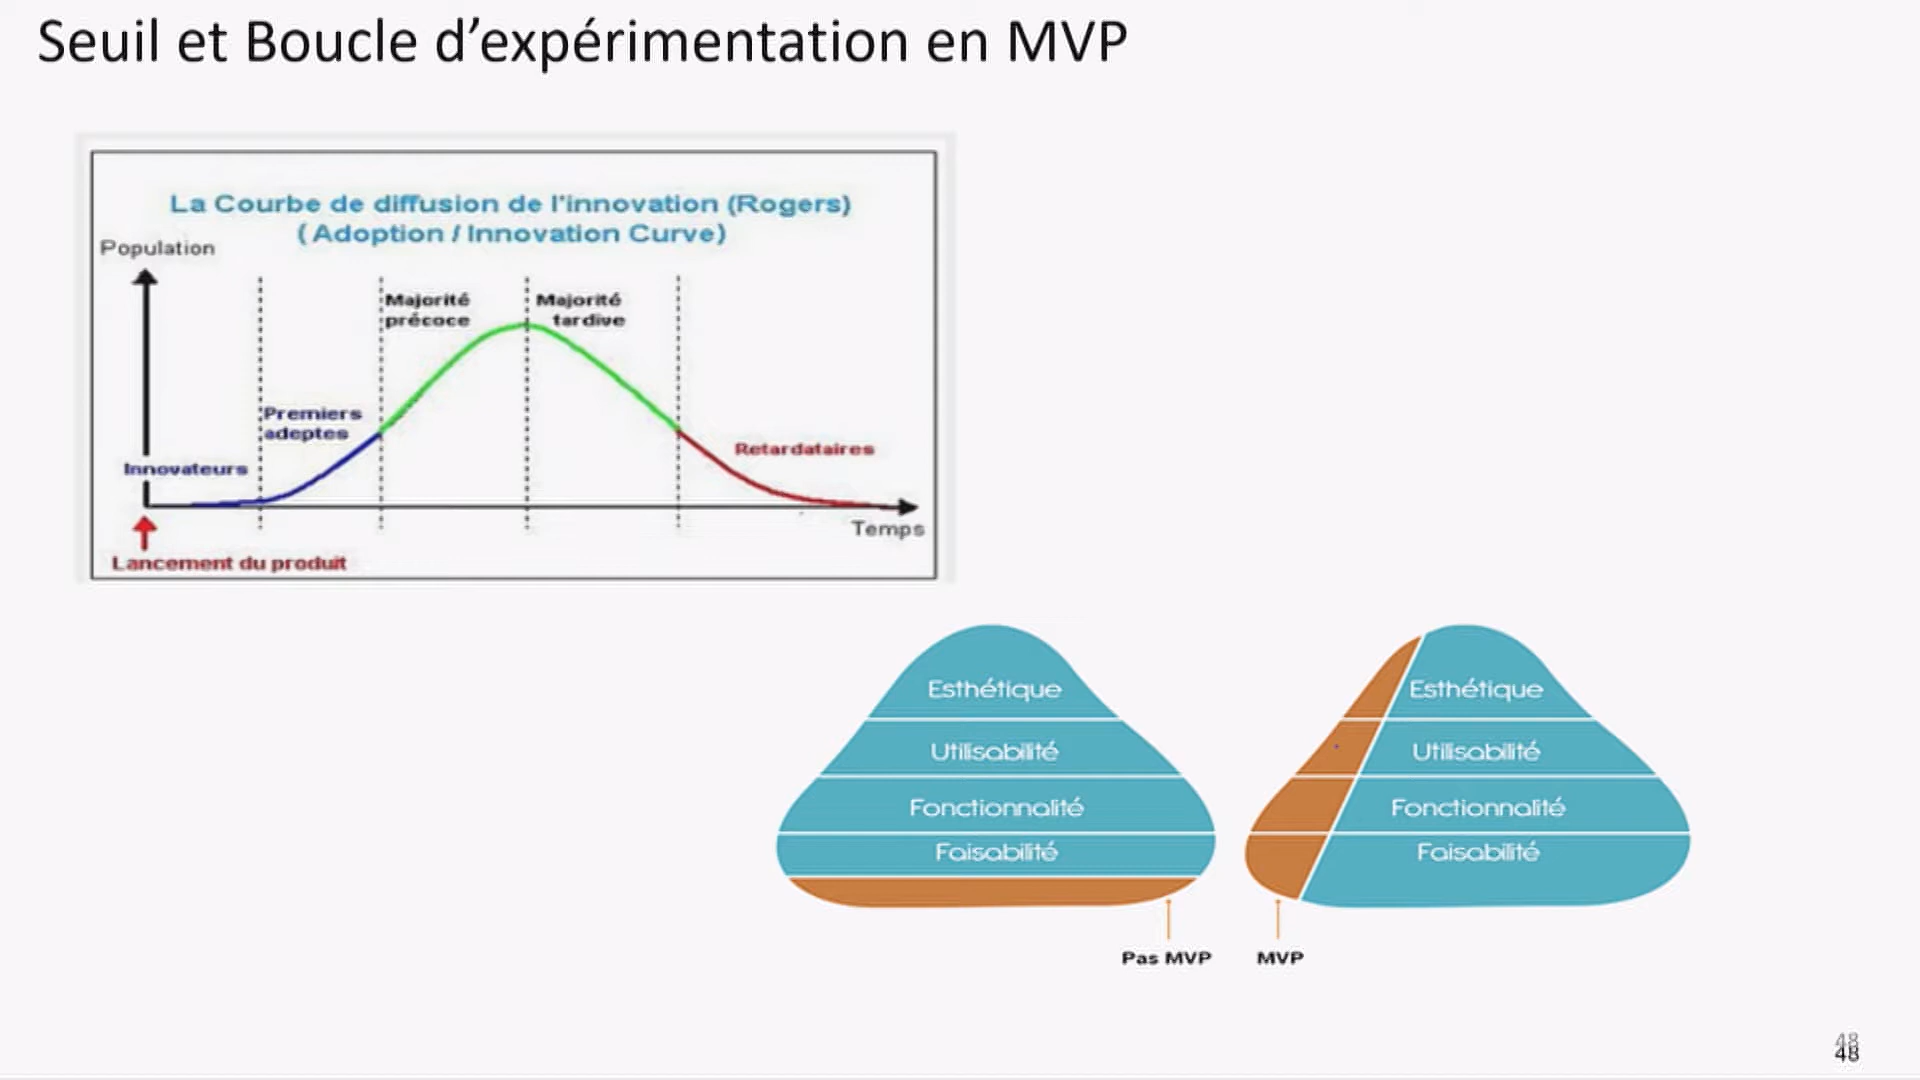 Seuil et Boucle d’expérimentation en MVP
La Courbe de diffusion de l'innovation (Rogers)
( Adoption / Innovation Curve)
Population
Majorité
précoce
Majorité
tardive
Premiers
adeptes
Innovateurs
Retardataires
Temps
Lancement du produit
Esthétique
Utilisabilité
Fonctionnalité
Faisabilité
Pas MVP
Esthétique
Utilisabilité
Fonctionnalité
Faisabilité
MVP
48
48